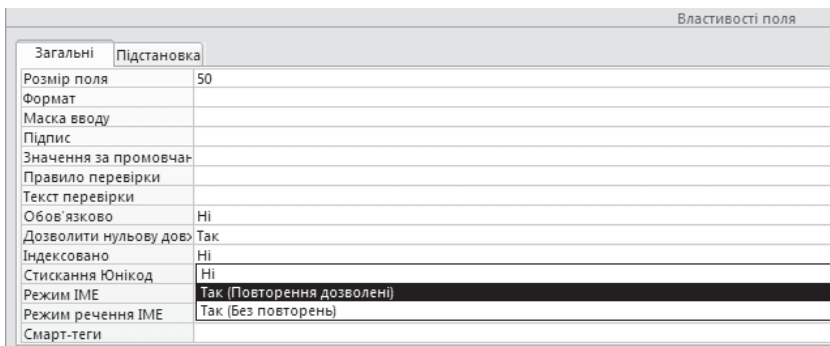 Властивості поля
Загальні Підстановка
Розмір поля 50
Формат
Маска вводу
Підпис
Значення за промовчан
Правило перевірки
Текст перевірки
Обов'язково Ні
Дозволити нульову довж Так
Індексовано Ні
Стискання Юнікод Ні
Режим IME Так (Повторення дозволені)
Режим речення IME Так (Без повторень)
Смарт-теги